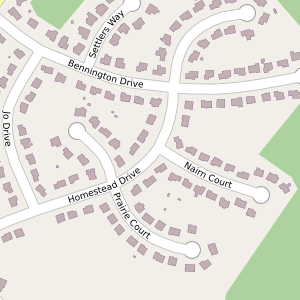 Settlers Way
Bennington Drive
Jo Drive
Nairn Court
Homestead Drive
Prairie Court